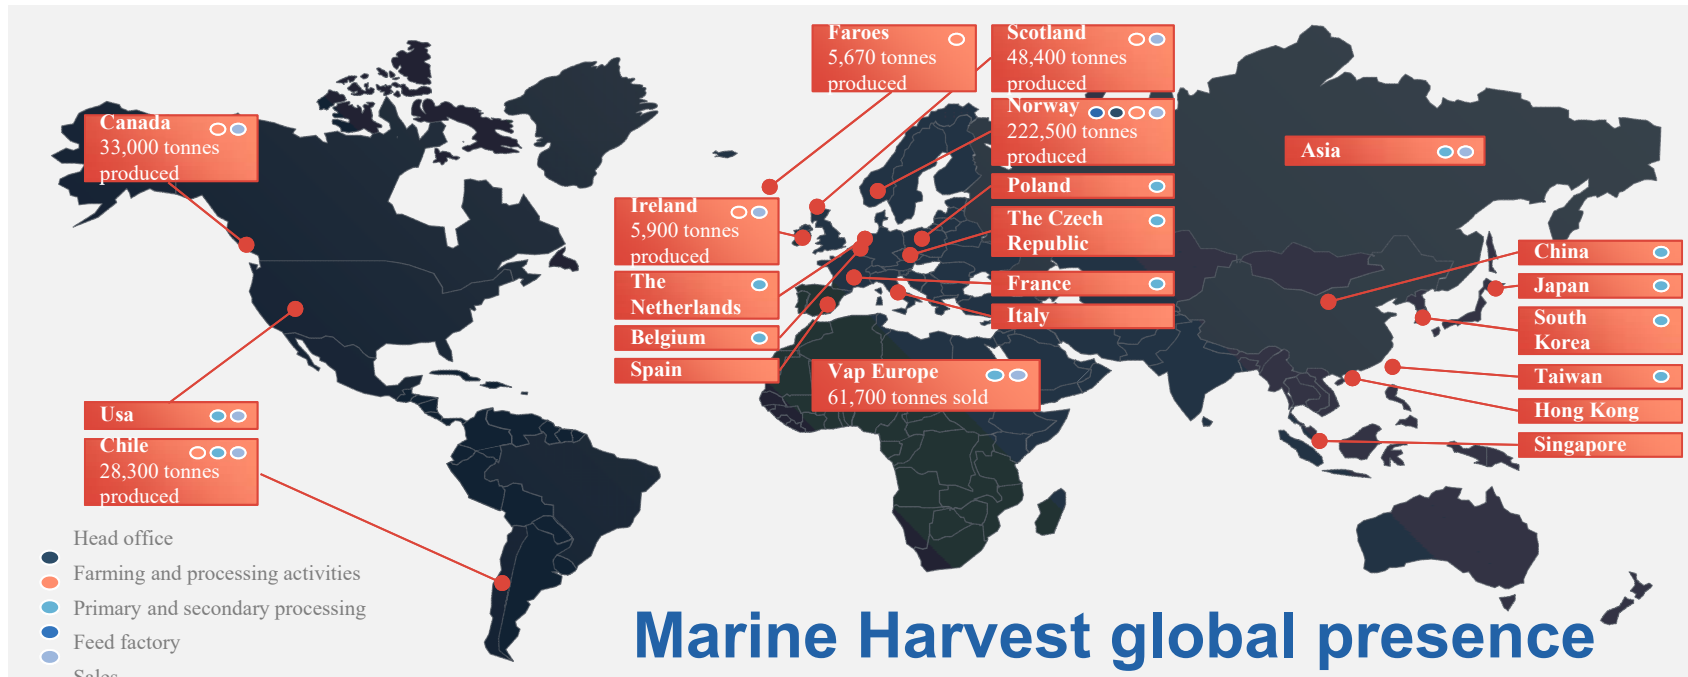 Faroes
5,670 tonnes
produced
Scotland
48,400 tonnes
produced
Canada
33,000 tonnes
produced
Norway
222,500 tonnes
produced
Asia
Poland
Ireland
5,900 tonnes
produced
The Czech
Republic
China
The
Netherlands
France
Japan
Italy
South
Korea
Belgium
Spain
Vap Europe
61,700 tonnes sold
Taiwan
Hong Kong
Usa
Singapore
Chile
28,300 tonnes
produced
Head office
Farming and processing activities
Primary and secondary processing
Feed factory
Sales
Marine Harvest global presence